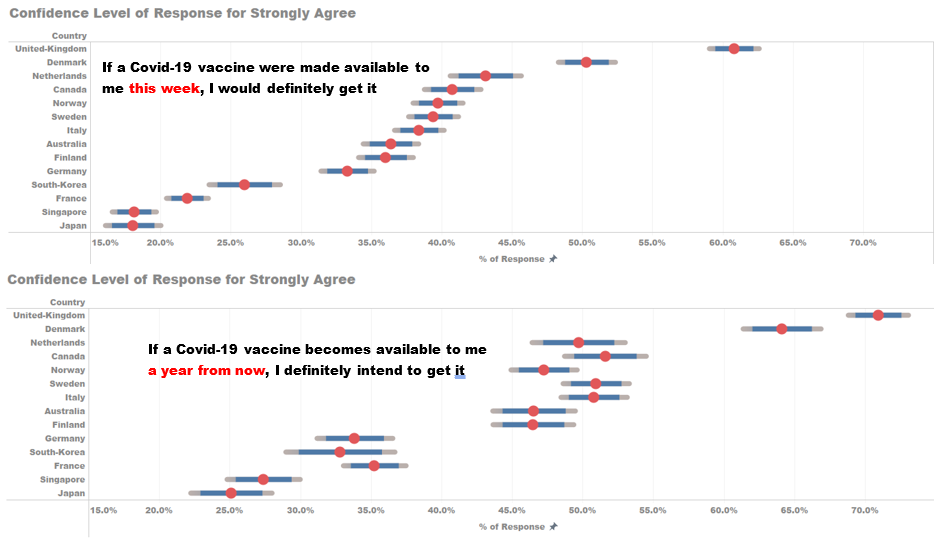 Confidence Level of Response for Strongly Agree
Country
United-Kingdom
Denmark
Netherlands
Canada
Norway
Sweden
Italy
Australia
Finland
Germany
South-Korea
France
Singapore
Japan
If a Covid-19 vaccine were made available to
me this week, I would definitely get it
15.0% 20.0% 25.0% 30.0% 35.0% 40.0% 45.0% 50.0% 55.0% 60.0% 65.0% 70.0%
% of Response
Confidence Level of Response for Strongly Agree
Country
United-Kingdom
Denmark
Netherlands
Canada
Norway
Sweden
Italy
Australia
Finland
Germany
South-Korea
France
Singapore
Japan
If a Covid-19 vaccine becomes available to me
a year from now, I definitely intend to get it
15.0% 20.0% 25.0% 30.0% 35.0% 40.0% 45.0% 50.0% 55.0% 60.0% 65.0% 70.0%
% of Response